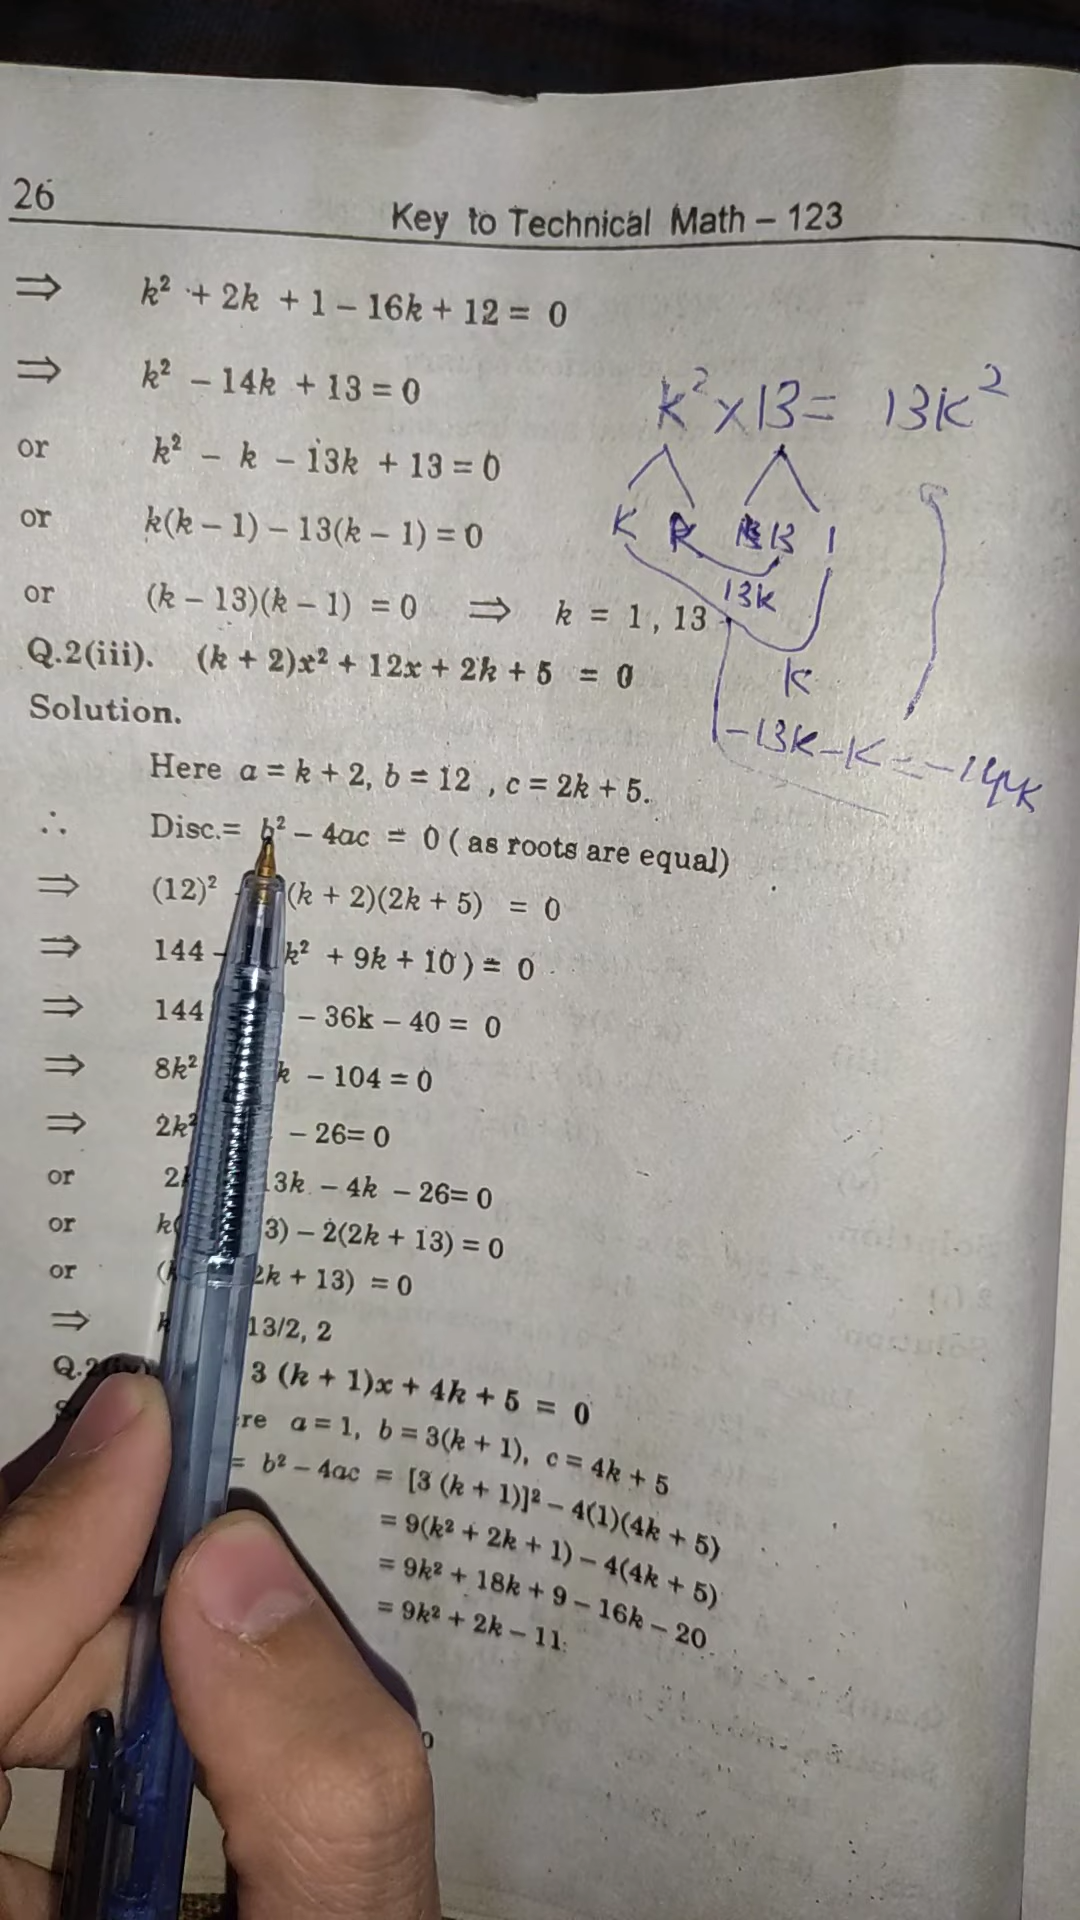 26
Key to Technical Math – 123
⇒ k² + 2k + 1 – 16k + 12 = 0
⇒ k² – 14k + 13 = 0
or k² – k – 13k + 13 = 0
or k(k – 1) – 13(k – 1) = 0
or (k – 13)(k – 1) = 0 ⇒ k = 1, 13
k² × 13 = 13k²
K K 13 1
13k
K
–13K – K = –14K
Q.2(iii). (k + 2)x² + 12x + 2k + 5 = 0
Solution.
Here a = k + 2, b = 12 , c = 2k + 5.
∴ Disc.= b² – 4ac = 0 ( as roots are equal)
⇒ (12)² (k + 2)(2k + 5) = 0
⇒ 144 – k² + 9k + 10 ) = 0
⇒ 144 – 36k – 40 = 0
⇒ 8k² k – 104 = 0
⇒ 2k² – 26= 0
or 2 3k – 4k – 26= 0
or k( 3) – 2(2k + 13) = 0
or ( 2k + 13) = 0
⇒ 13/2, 2
Q.2 3 (k + 1)x + 4k + 5 = 0
re a = 1, b = 3(k + 1), c = 4k + 5
= b² – 4ac = [3 (k + 1)]² – 4(1)(4k + 5)
= 9(k² + 2k + 1) – 4(4k + 5)
= 9k² + 18k + 9 – 16k – 20
= 9k² + 2k – 11
0